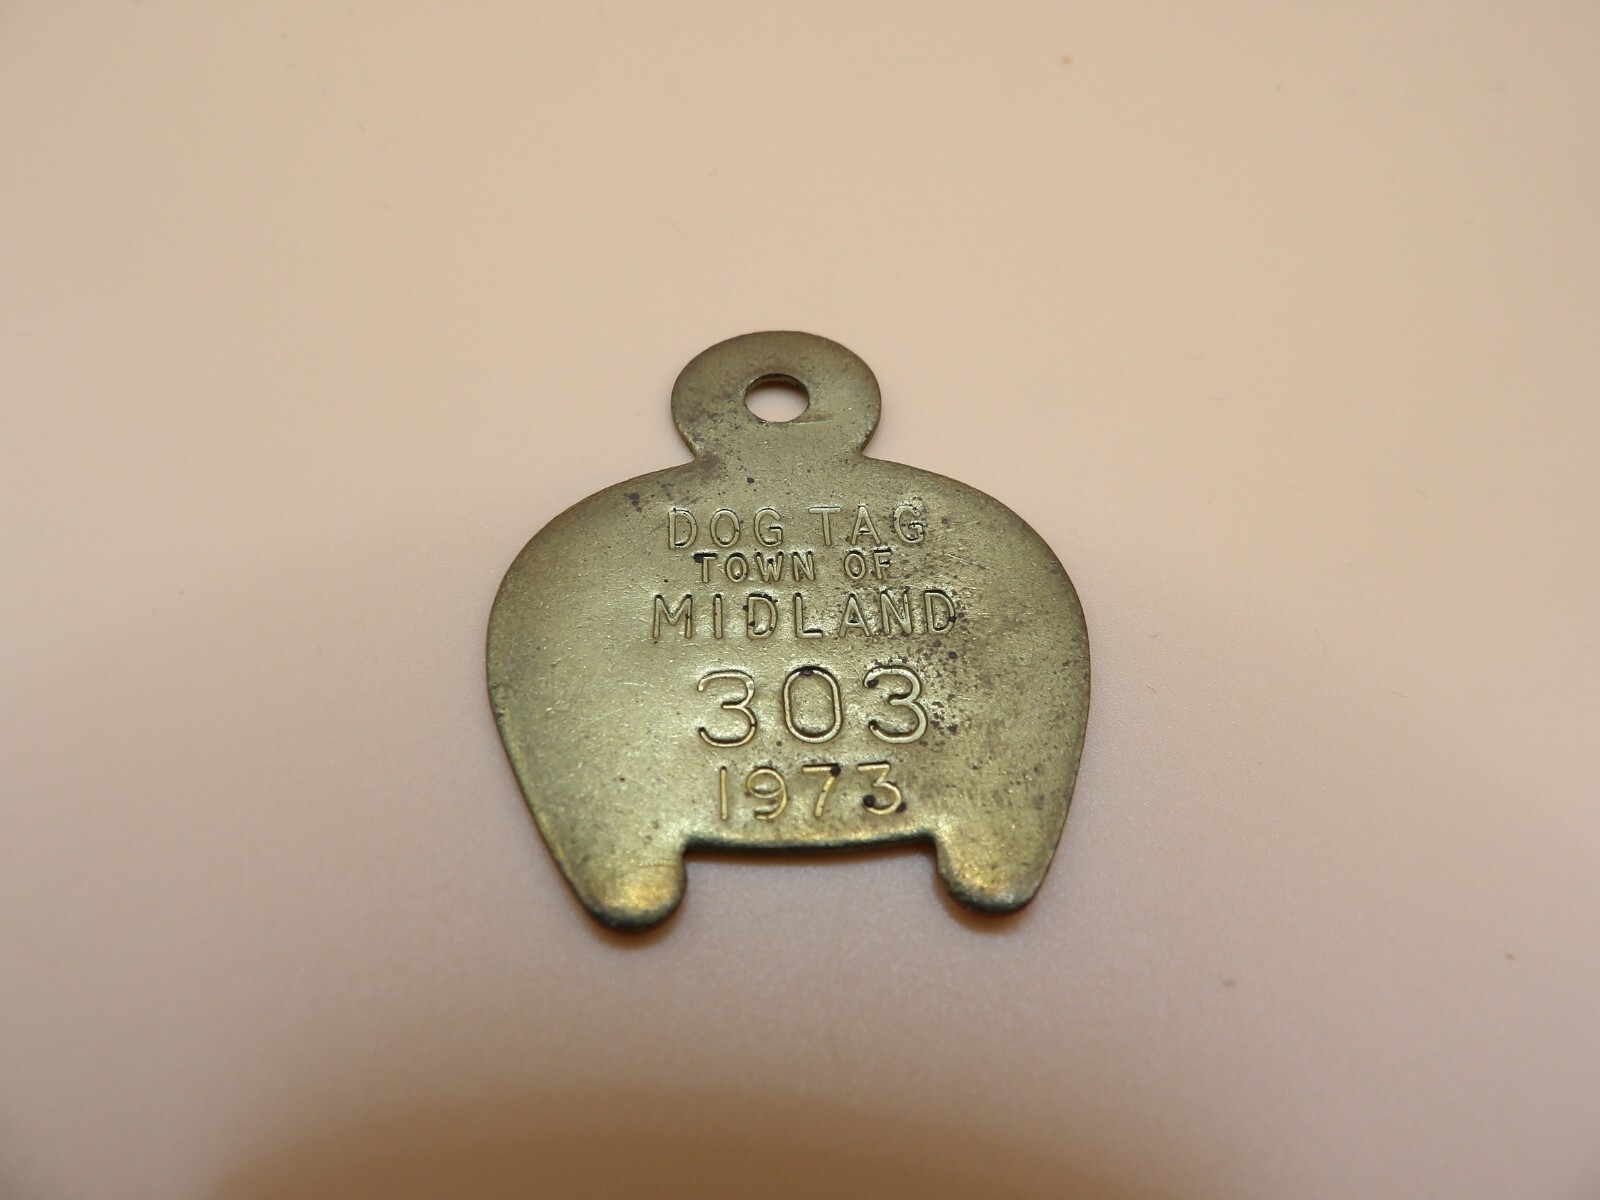 DOG TAG
TOWN OF
MIDLAND
303
1973